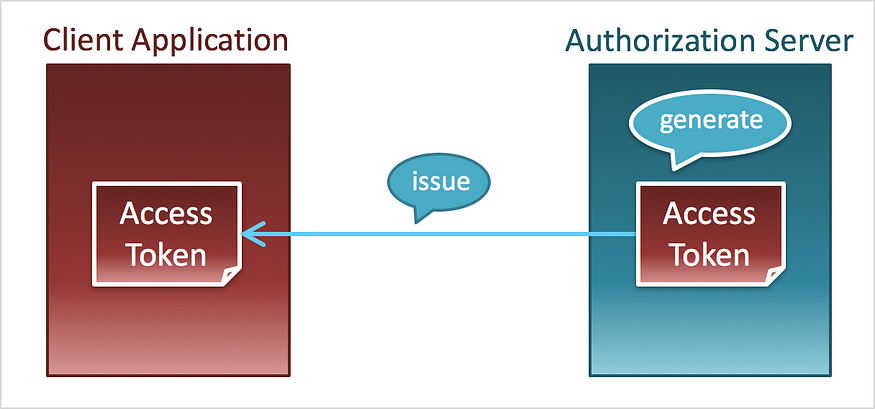 Client Application
Authorization Server
generate
issue
Access
Token
Access
Token